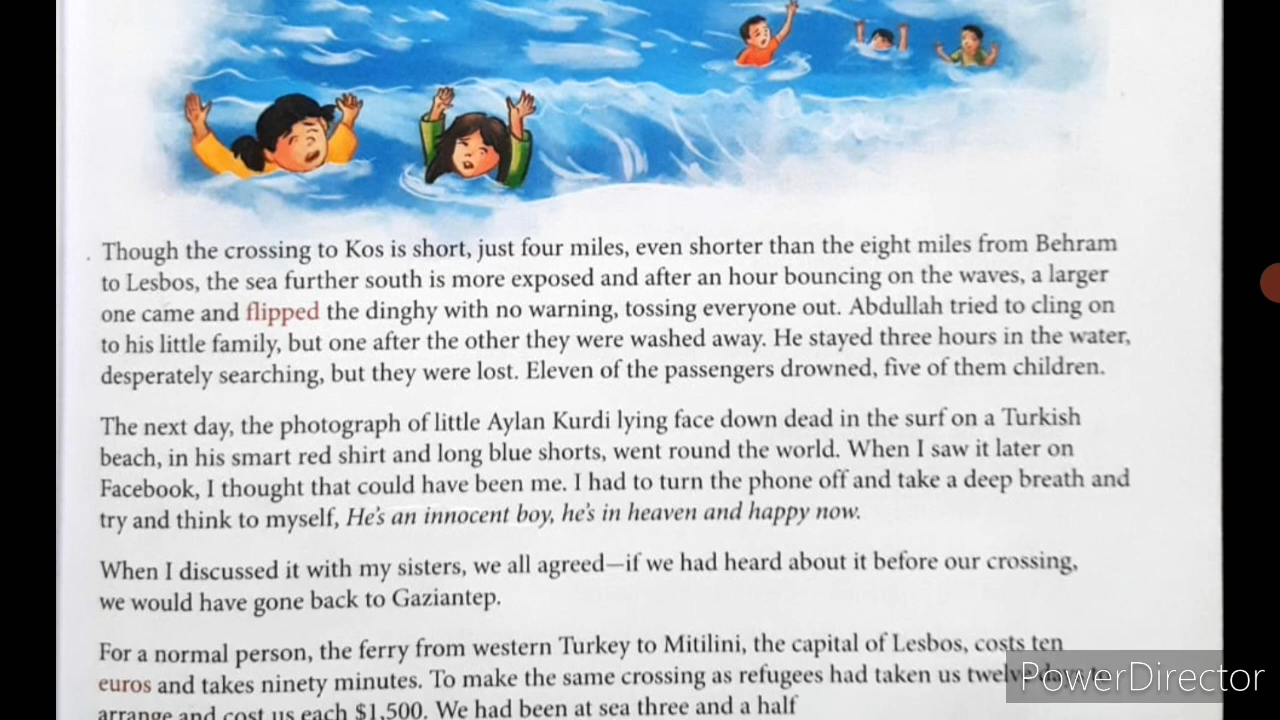 Though the crossing to Kos is short, just four miles, even shorter than the eight miles from Behram
to Lesbos, the sea further south is more exposed and after an hour bouncing on the waves, a larger
one came and flipped the dinghy with no warning, tossing everyone out. Abdullah tried to cling on
to his little family, but one after the other they were washed away. He stayed three hours in the water,
desperately searching, but they were lost. Eleven of the passengers drowned, five of them children.
The next day, the photograph of little Aylan Kurdi lying face down dead in the surf on a Turkish
beach, in his smart red shirt and long blue shorts, went round the world. When I saw it later on
Facebook, I thought that could have been me. I had to turn the phone off and take a deep breath and
try and think to myself, He's an innocent boy, he's in heaven and happy now.
When I discussed it with my sisters, we all agreed—if we had heard about it before our crossing,
we would have gone back to Gaziantep.
For a normal person, the ferry from western Turkey to Mitilini, the capital of Lesbos, costs ten
euros and takes ninety minutes. To make the same crossing as refugees had taken us twelve days to
arrange and cost us each $1,500. We had been at sea three and a half
PowerDirector